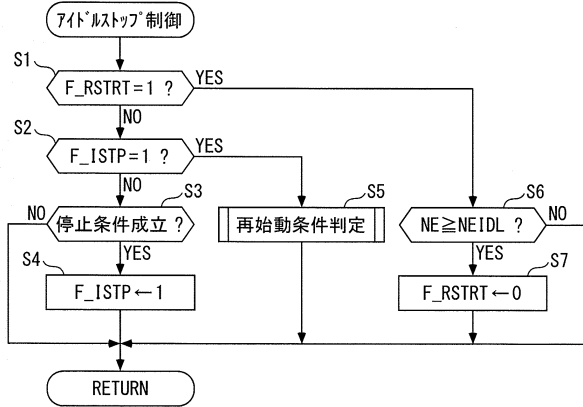 ｱｲﾄﾞﾙｽﾄｯﾌﾟ制御
S1
F_RSTRT=1 ?
YES
NO
S2
F_ISTP=1 ?
YES
NO
S3
停止条件成立 ?
NO
YES
S4
F_ISTP←1
S5
再始動条件判定
S6
NE≧NEIDL ?
NO
YES
S7
F_RSTRT←0
RETURN